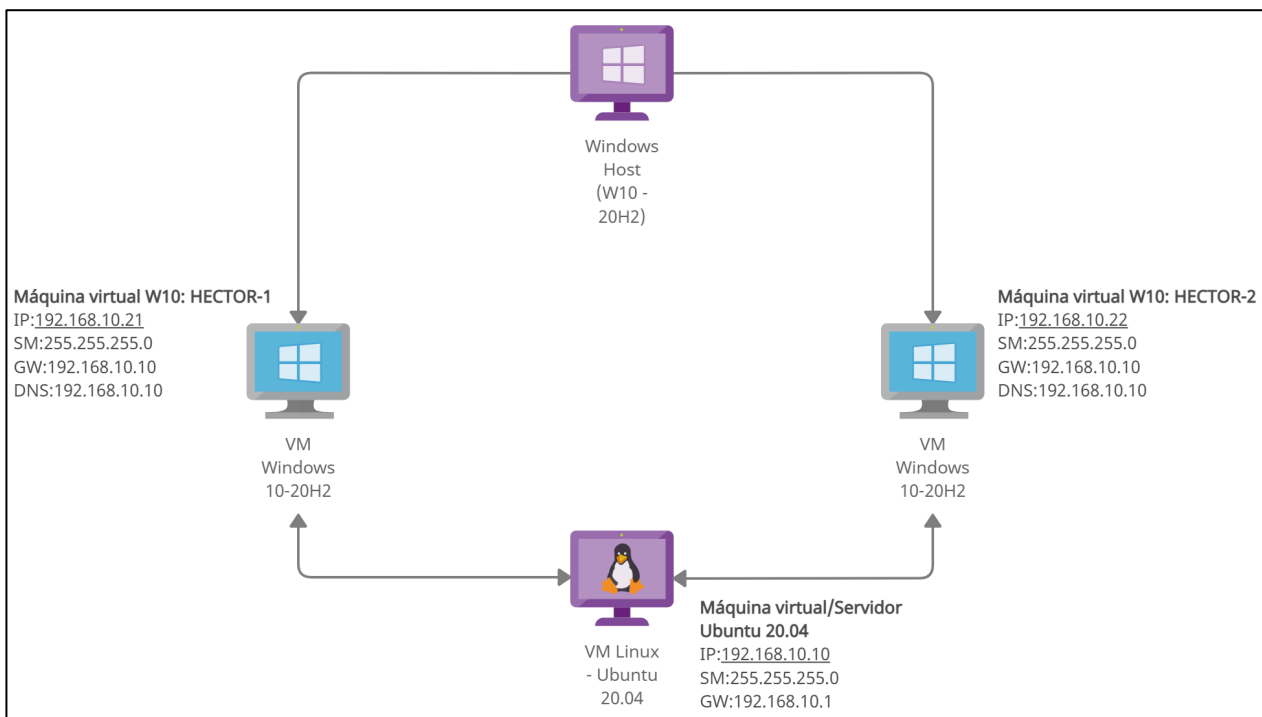 Windows
Host
(W10 -
20H2)
Máquina virtual W10: HECTOR-1
IP:192.168.10.21
SM:255.255.255.0
GW:192.168.10.10
DNS:192.168.10.10
VM
Windows
10-20H2
Máquina virtual W10: HECTOR-2
IP:192.168.10.22
SM:255.255.255.0
GW:192.168.10.10
DNS:192.168.10.10
VM
Windows
10-20H2
VM Linux
- Ubuntu
20.04
Máquina virtual/Servidor
Ubuntu 20.04
IP:192.168.10.10
SM:255.255.255.0
GW:192.168.10.1